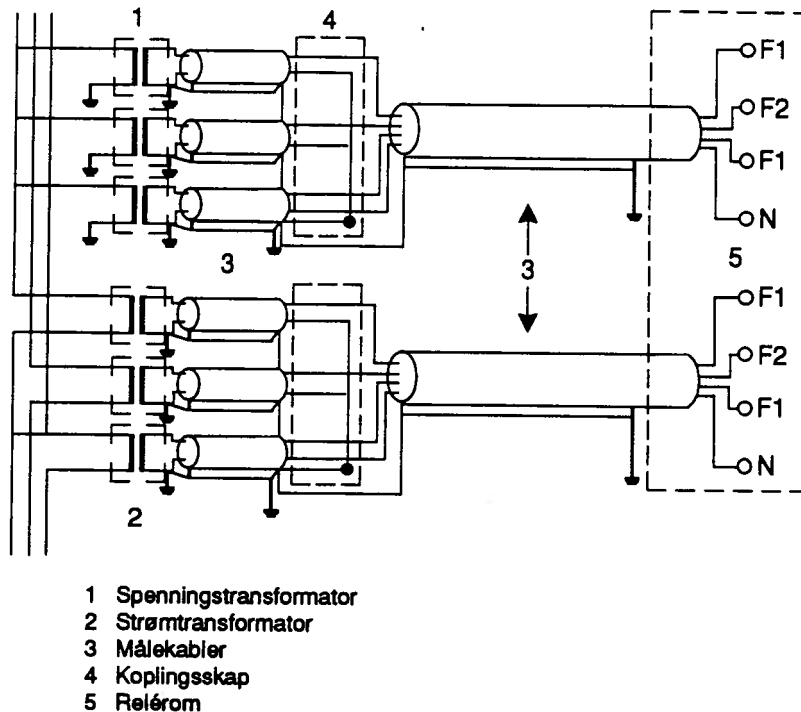 1
4
F1
F2
F1
N
3
3
5
F1
F2
F1
N
2
1 Spenningstransformator
2 Strømtransformator
3 Målekabler
4 Koplingsskap
5 Relérom